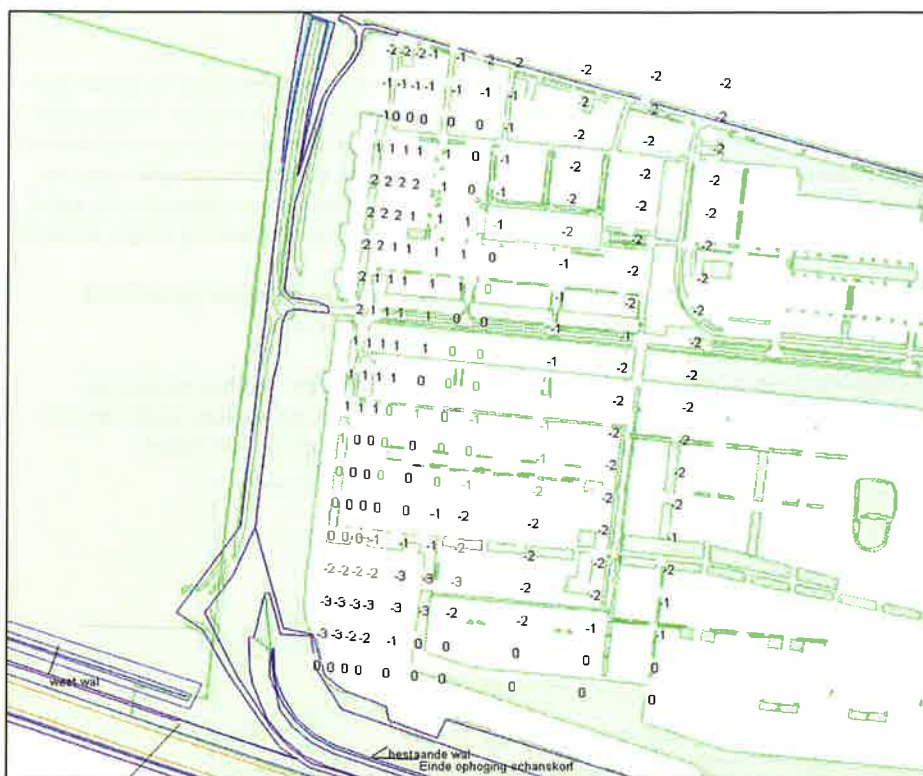 -2 -2 -2 -1 -1 -2 -2 -2 -2 -2
-1 -1 -1 -1 -1 -1 -1 -2 -2 -2
-1 0 0 0 0 0 -1 -2 -2 -2
1 1 1 1 1 0 -1 -2 -2 -2
2 2 2 2 1 0 -1 -2 -2 -2
2 2 2 1 1 1 -1 -2 -2 -2
2 2 1 1 1 1 0 -1 -2 -2
2 1 1 1 1 1 0 -1 -2 -2
2 1 1 1 1 0 0 -1 -1 -2
1 1 1 1 1 0 0 -1 -2 -2
1 1 1 1 0 0 0 -2 -2
1 1 1 0 1 0 -1 -1 -2 -2
1 0 0 0 0 0 0 -1 -2 -2
0 0 0 0 0 0 -1 -2 -2 -2
0 0 0 0 0 -1 -2 -2 -2 -1
0 0 0 -1 -1 -1 -2 -2 -2 -2
-2 -2 -2 -2 -3 -3 -3 -2 -2 -1
-3 -3 -3 -3 -3 -3 -2 -2 -1 -1
-3 -3 -2 -2 -1 0 0 0 0 0
0 0 0 0 0 0 0 0 0
west wal
bestaande wal
Einde ophoging schanskorf